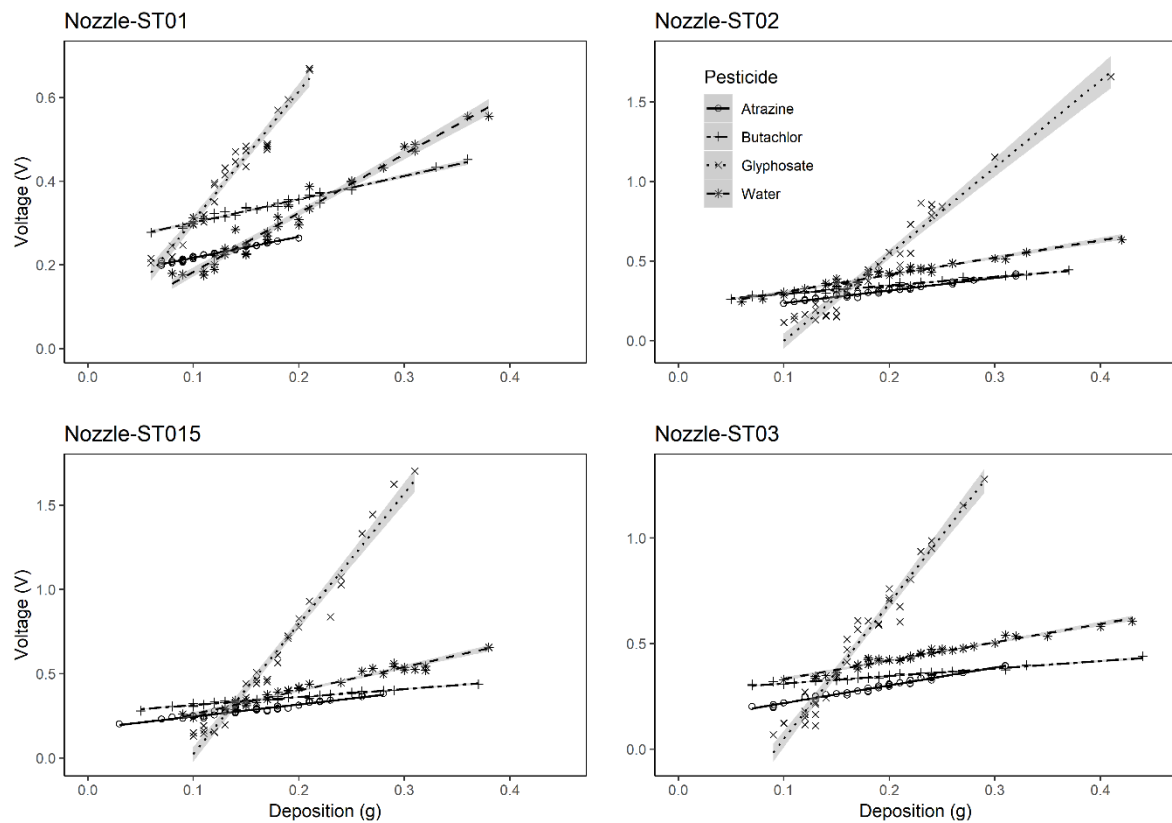 Nozzle-ST01
Nozzle-ST02
Voltage (V)
0.6
0.4
0.2
0.0
0.0 0.1 0.2 0.3 0.4
1.5
1.0
0.5
0.0
Pesticide
Atrazine
Butachlor
Glyphosate
Water
0.0 0.1 0.2 0.3 0.4
Nozzle-ST015
Nozzle-ST03
Voltage (V)
1.5
1.0
0.5
0.0
0.0 0.1 0.2 0.3 0.4
Deposition (g)
1.0
0.5
0.0
0.0 0.1 0.2 0.3 0.4
Deposition (g)